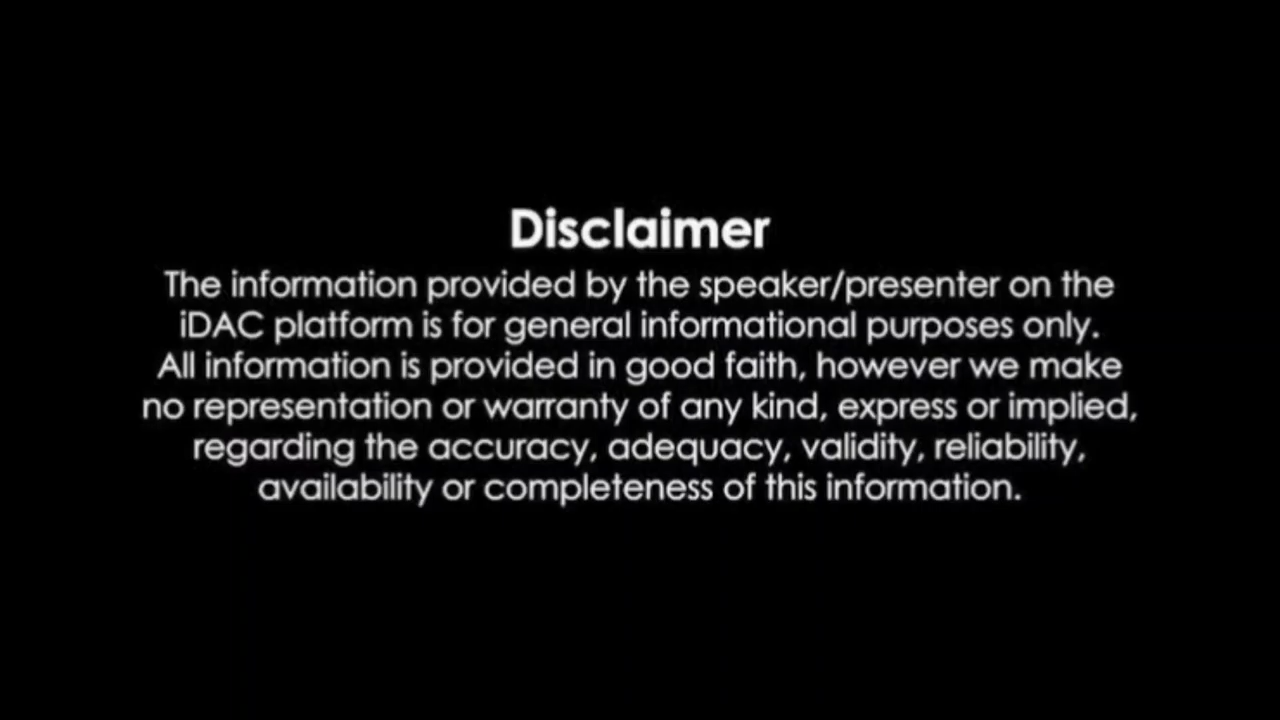 Disclaimer
The information provided by the speaker/presenter on the
iDAC platform is for general informational purposes only.
All information is provided in good faith, however we make
no representation or warranty of any kind, express or implied,
regarding the accuracy, adequacy, validity, reliability,
availability or completeness of this information.